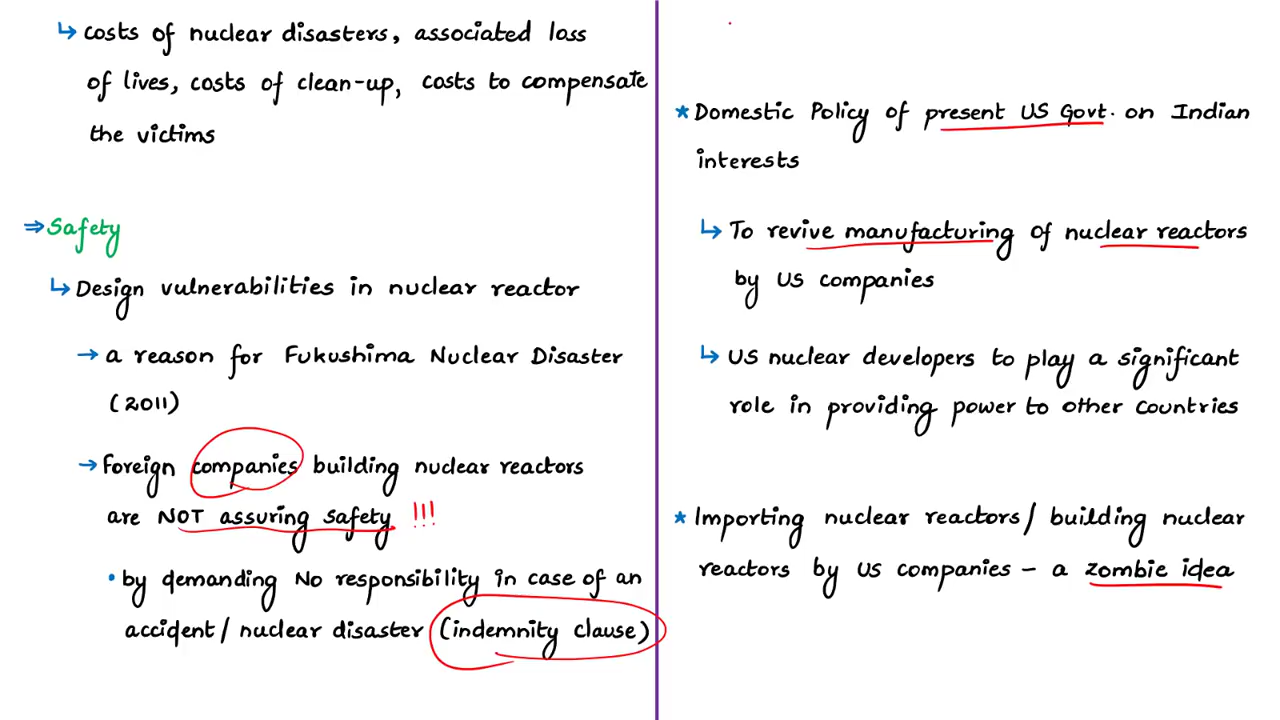 ↳ costs of nuclear disasters, associated loss
of lives, costs of clean-up, costs to compensate
the victims
⇒ Safety
↳ Design vulnerabilities in nuclear reactor
→ a reason for Fukushima Nuclear Disaster
(2011)
→ Foreign companies building nuclear reactors
are NOT assuring safety !!!
• by demanding No responsibility in case of an
accident/ nuclear disaster (indemnity clause)
* Domestic Policy of present US Govt. on Indian
interests
↳ To revive manufacturing of nuclear reactors
by US companies
↳ US nuclear developers to play a significant
role in providing power to other countries
* Importing nuclear reactors/ building nuclear
reactors by US companies – a zombie idea